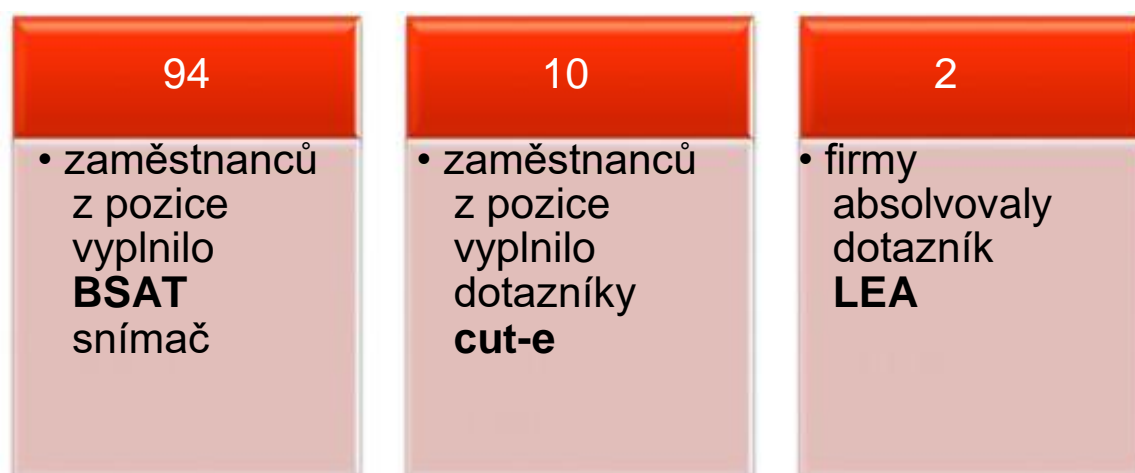 94
• zaměstnanců
z pozice
vyplnilo
BSAT
snímač
10
• zaměstnanců
z pozice
vyplnilo
dotazníky
cut-e
2
• firmy
absolvovaly
dotazník
LEA